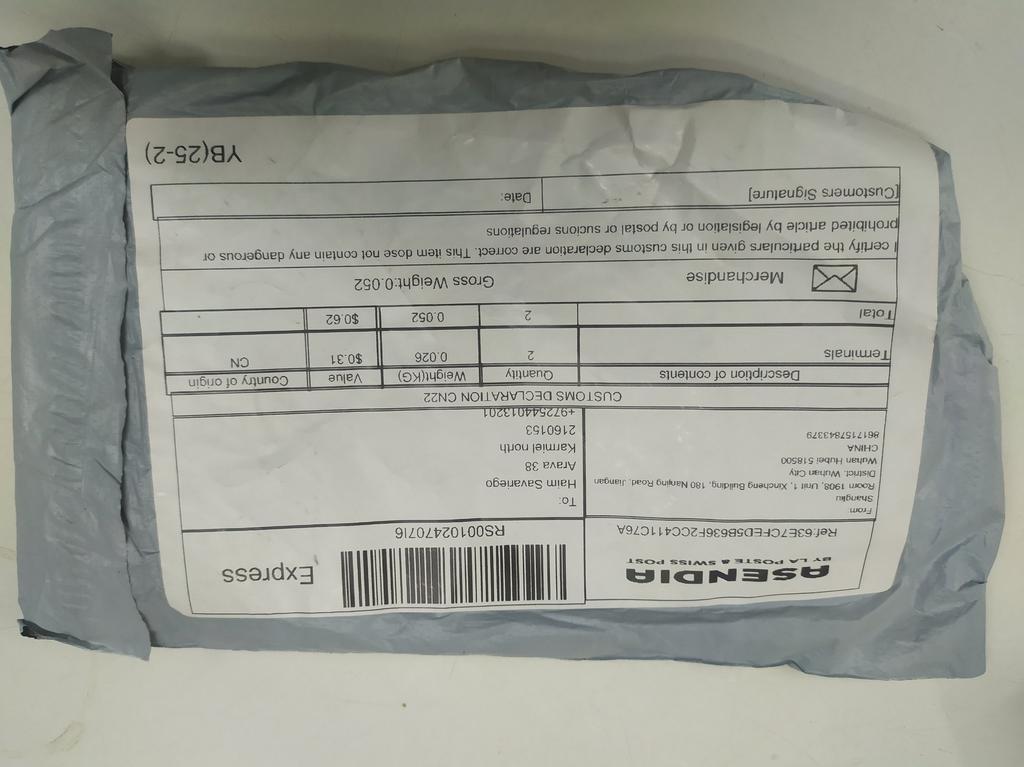 ASENDIA
BY LA POSTE & SWISS POST
Ref:63E7CFED5B636F2CC411C76A
RS0010247076
Express
From:
Shangku
Room 1908, Unit 1, Xincheng Building, 180 Nanjing, Road, Jiangan
District, Wuhan City
Wuhan Hubei 518500
CHINA
8617157843379
To:
Haim Savariego
Arava 38
Karmiel north
2160153
+972544013201
CUSTOMS DECLARATION CN22
Description of contents Quantity Weight(KG) Value Country of origin
Terminals 2 0.026 $0.31 CN
Total 2 0.052 $0.62
Merchandise Gross Weight:0.052
I certify the particulars given in this customs declaration are correct. This item dose not contain any dangerous or
prohibited article by legislation or by postal or sucions regulations
[Customers Signature] Date:
YB(25-2)